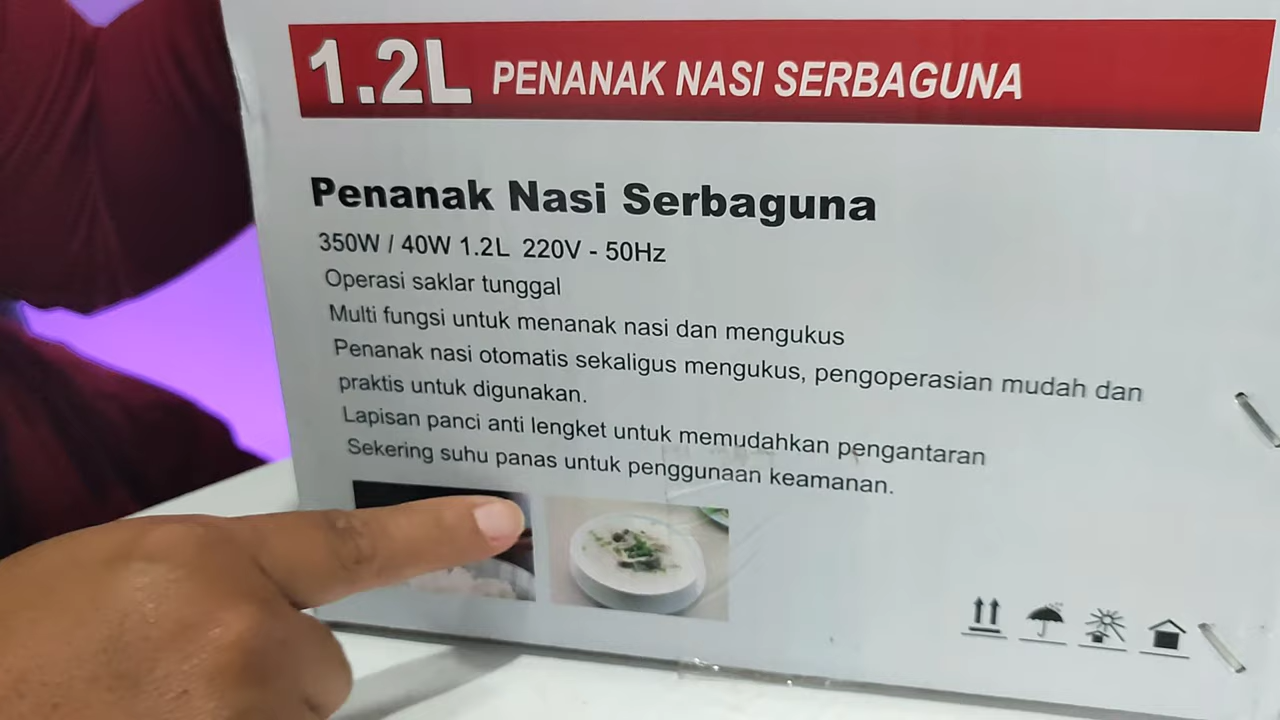 1.2L PENANAK NASI SERBAGUNA
Penanak Nasi Serbaguna
350W / 40W 1.2L 220V - 50Hz
Operasi saklar tunggal
Multi fungsi untuk menanak nasi dan mengukus
Penanak nasi otomatis sekaligus mengukus, pengoperasian mudah dan
praktis untuk digunakan.
Lapisan panci anti lengket untuk memudahkan pengantaran
Sekering suhu panas untuk penggunaan keamanan.